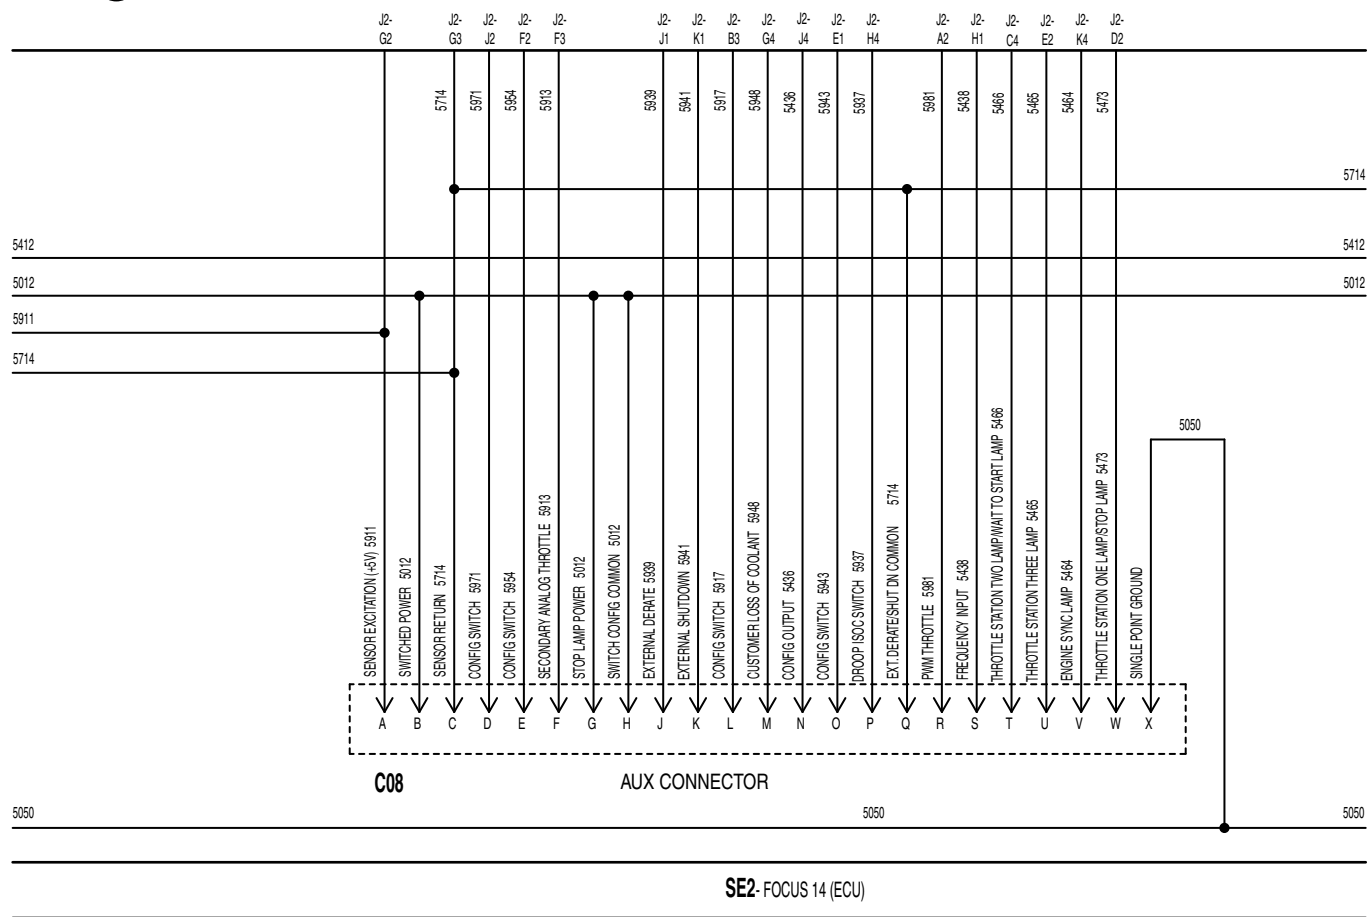 J2-
G2
J2-
G3
J2-
J2
J2-
F2
J2-
F3
J2-
J1
J2-
K1
J2-
B3
J2-
G4
J2-
J4
J2-
E1
J2-
H4
J2-
A2
J2-
H1
J2-
C4
J2-
E2
J2-
K4
J2-
D2
5714
5971
5954
5913
5939
5941
5917
5948
5436
5943
5937
5981
5438
5466
5465
5464
5473
5714
5412
5412
5012
5012
5911
5714
5050
SENSOR EXCITATION (+5V) 5911
SWITCHED POWER 5012
SENSOR RETURN 5714
CONFIG SWITCH 5971
CONFIG SWITCH 5954
SECONDARY ANALOG THROTTLE 5913
STOP LAMP POWER 5012
SWITCH CONFIG COMMON 5012
EXTERNAL DERATE 5939
EXTERNAL SHUTDOWN 5941
CONFIG SWITCH 5917
CUSTOMER LOSS OF COOLANT 5948
CONFIG OUTPUT 5436
CONFIG SWITCH 5943
DROOP ISOC SWITCH 5937
EXT. DERATE/SHUT DN COMMON 5714
PWM THROTTLE 5981
FREQUENCY INPUT 5438
THROTTLE STATION TWO LAMP/WAIT TO START LAMP 5466
THROTTLE STATION THREE LAMP 5465
ENGINE SYNC LAMP 5464
THROTTLE STATION ONE LAMP/STOP LAMP 5473
SINGLE POINT GROUND
A B C D E F G H J K L M N O P Q R S T U V W X
C08 AUX CONNECTOR
5050 5050 5050
SE2- FOCUS 14 (ECU)